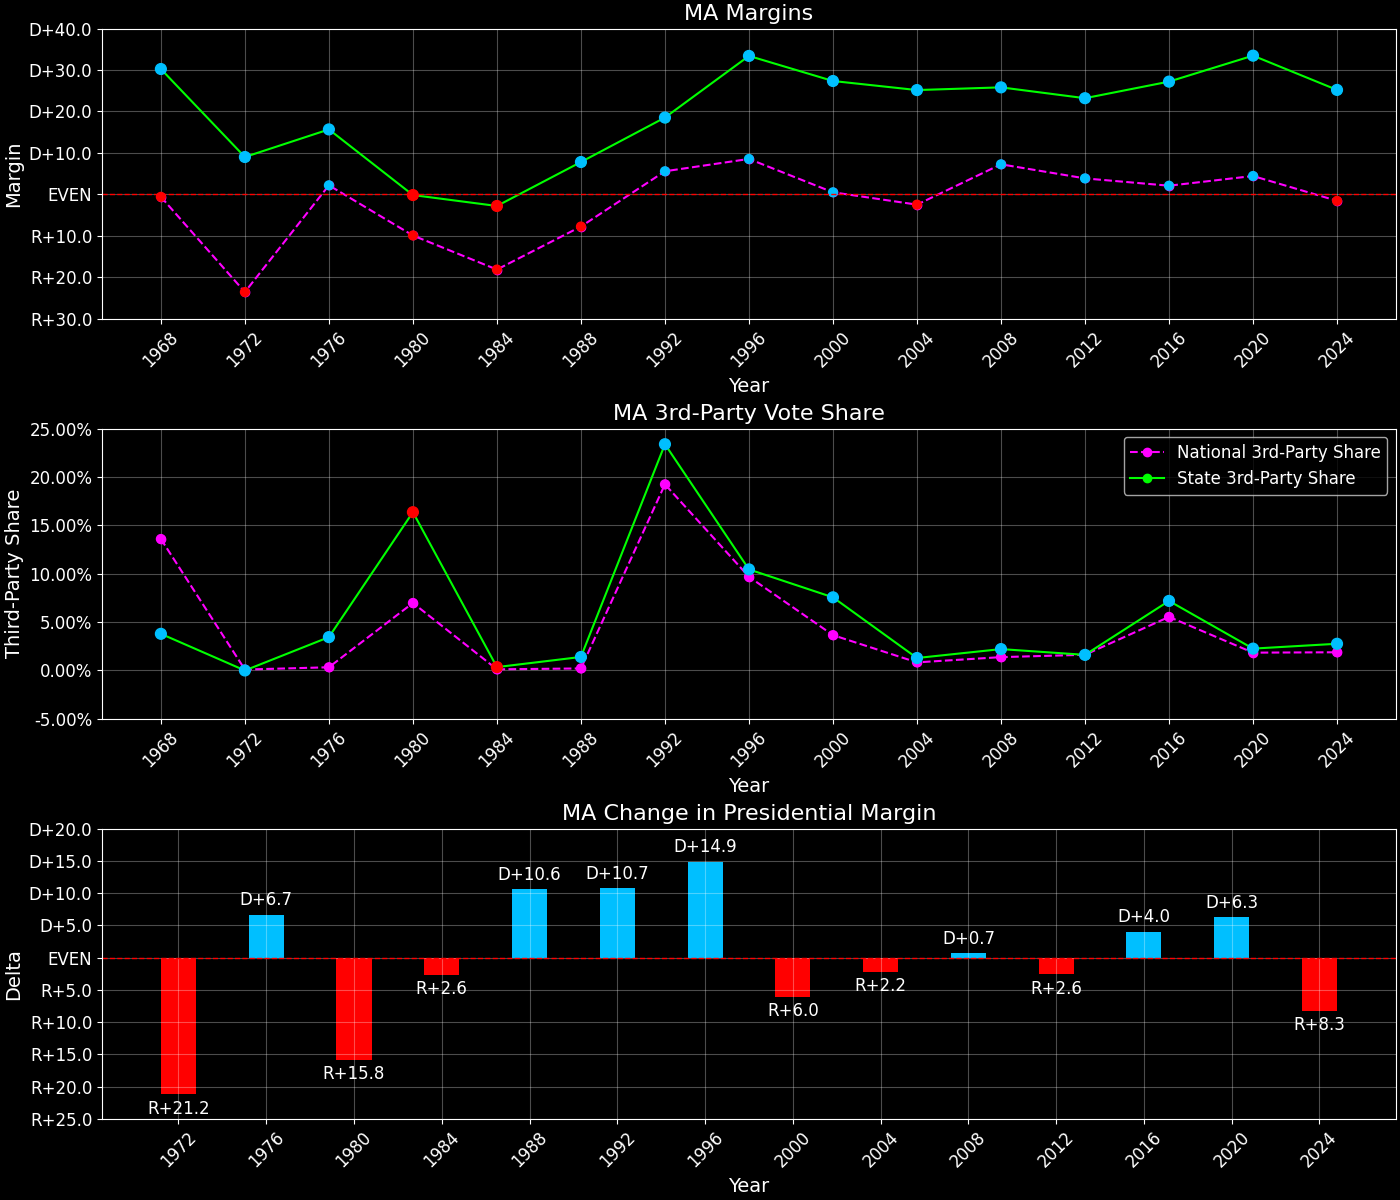 MA Margins
D+40.0
D+30.0
D+20.0
D+10.0
EVEN
R+10.0
R+20.0
R+30.0
Margin
1968 1972 1976 1980 1984 1988 1992 1996 2000 2004 2008 2012 2016 2020 2024
Year
MA 3rd-Party Vote Share
25.00%
20.00%
15.00%
10.00%
5.00%
0.00%
-5.00%
Third-Party Share
National 3rd-Party Share
State 3rd-Party Share
1968 1972 1976 1980 1984 1988 1992 1996 2000 2004 2008 2012 2016 2020 2024
Year
MA Change in Presidential Margin
D+20.0
D+15.0
D+10.0
D+5.0
EVEN
R+5.0
R+10.0
R+15.0
R+20.0
R+25.0
Delta
R+21.2
D+6.7
R+15.8
R+2.6
D+10.6
D+10.7
D+14.9
R+6.0
R+2.2
D+0.7
R+2.6
D+4.0
D+6.3
R+8.3
1972 1976 1980 1984 1988 1992 1996 2000 2004 2008 2012 2016 2020 2024
Year